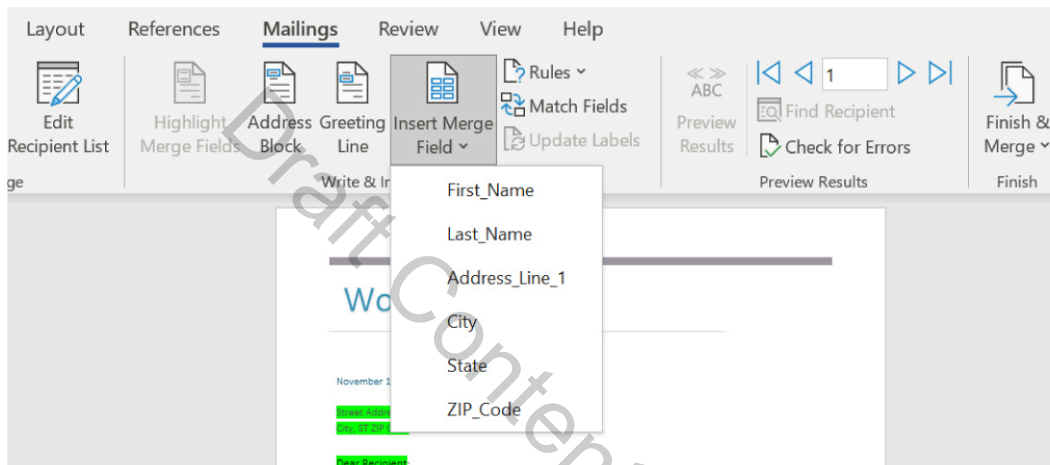 Layout References Mailings Review View Help
Edit Recipient List
Highlight Merge Fields
Address Block
Greeting Line
Insert Merge Field
Rules
Match Fields
Update Labels
ABC
Preview Results
1
Find Recipient
Check for Errors
Finish & Merge
ge
Write & I
Preview Results
Finish
First_Name
Last_Name
Address_Line_1
City
State
ZIP_Code
Wo
November 1
Street Addre
City, ST ZIP
Dear Recipient:
Draft Conten